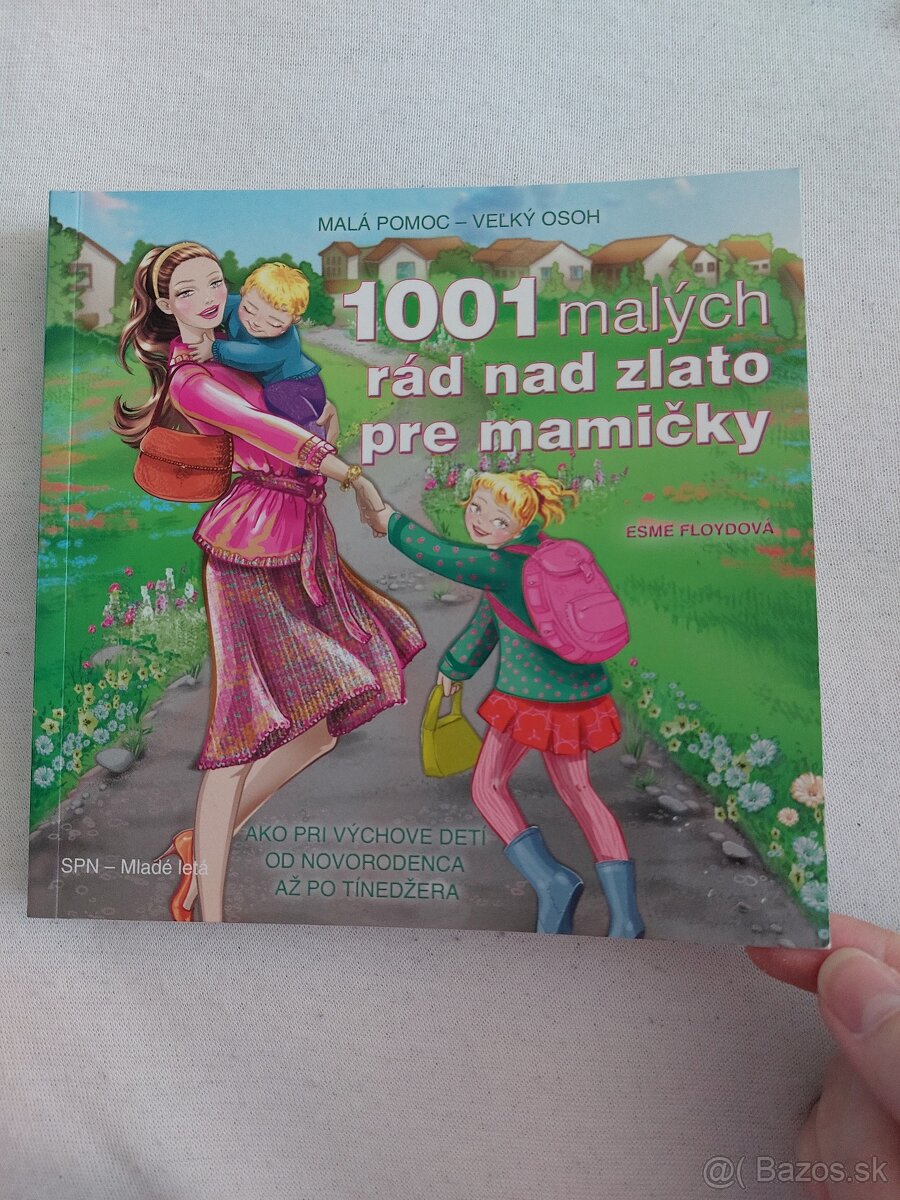 MALÁ POMOC – VEĽKÝ OSOH
1001 malých
rád nad zlato
pre mamičky
ESME FLOYDOVÁ
AKO PRI VÝCHOVE DETÍ
OD NOVORODENCA
AŽ PO TÍNEDŽERA
SPN – Mladé letá
@( Bazos.sk